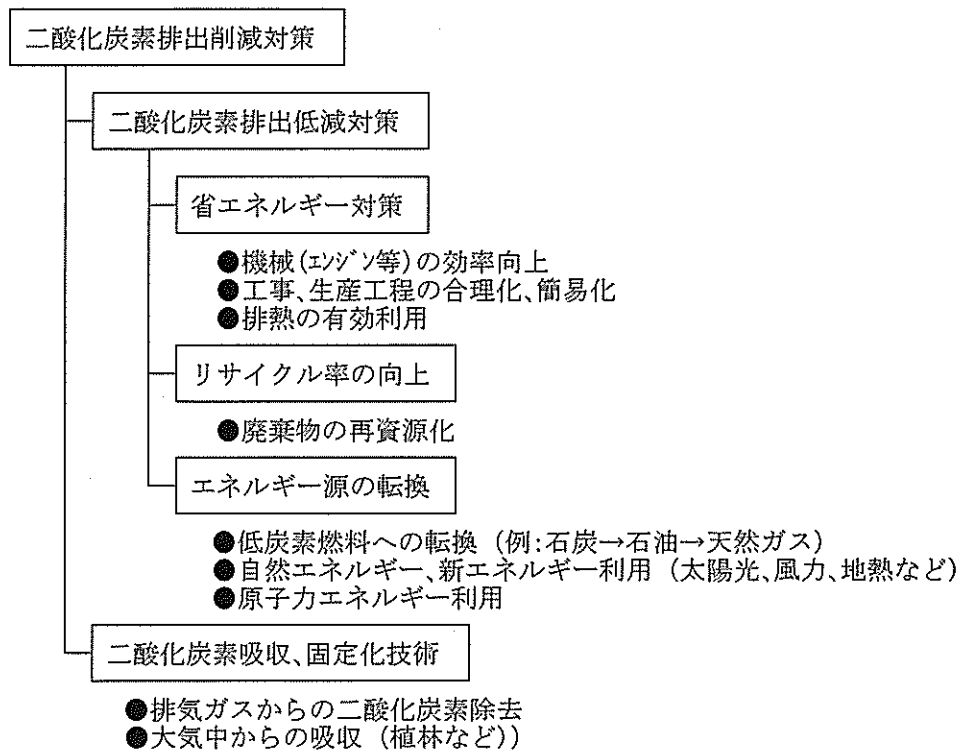 二酸化炭素排出削減対策
二酸化炭素排出低減対策
省エネルギー対策
●機械(ｴﾝｼﾞﾝ等)の効率向上
●工事、生産工程の合理化、簡易化
●排熱の有効利用
リサイクル率の向上
●廃棄物の再資源化
エネルギー源の転換
●低炭素燃料への転換（例:石炭→石油→天然ガス）
●自然エネルギー、新エネルギー利用（太陽光、風力、地熱など）
●原子力エネルギー利用
二酸化炭素吸収、固定化技術
●排気ガスからの二酸化炭素除去
●大気中からの吸収（植林など））